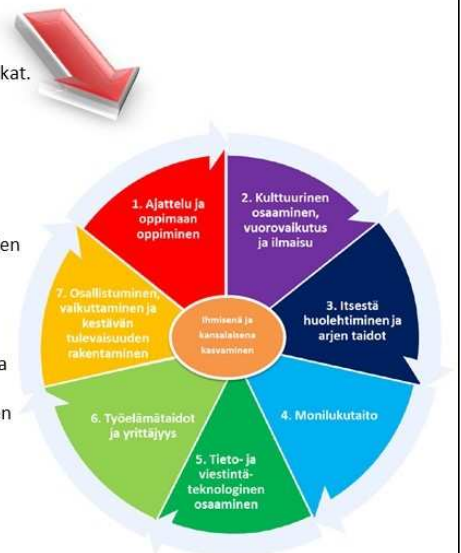 kat.
en
a
en
1. Ajattelu ja
oppimaan
oppiminen
2. Kulttuurinen
osaaminen,
vuorovaikutus
ja ilmaisu
3. Itsestä
huolehtiminen ja
arjen taidot
4. Monilukutaito
5. Tieto- ja
viestintä-
teknologinen
osaaminen
6. Työelämätaidot
ja yrittäjyys
7. Osallistuminen,
vaikuttaminen ja
kestävän
tulevaisuuden
rakentaminen
Ihmisenä ja
kansalaisena
kasvaminen